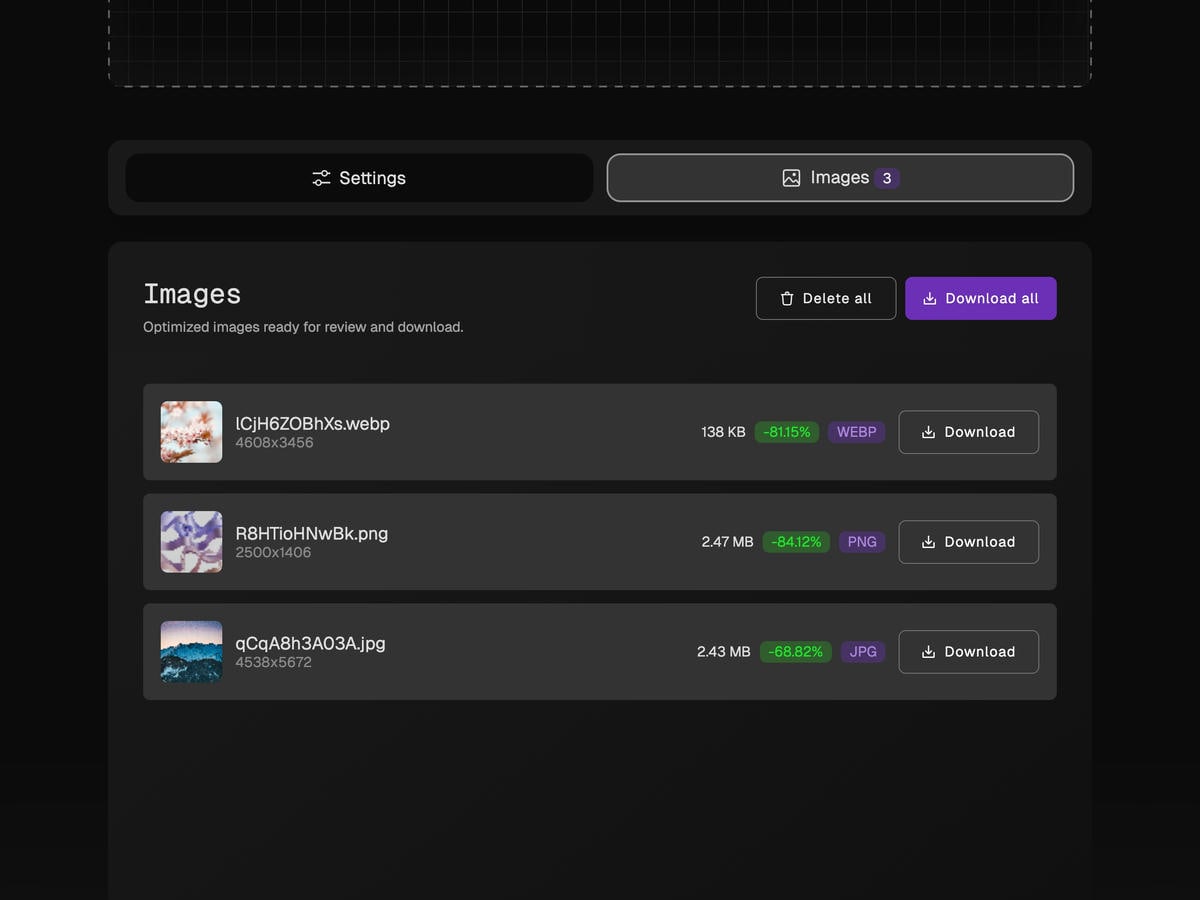 Settings
Images 3
Images
Delete all
Download all
Optimized images ready for review and download.
lCjH6ZOBhXs.webp
4608x3456
138 KB -81.15% WEBP Download
R8HTioHNwBk.png
2500x1406
2.47 MB -84.12% PNG Download
qCqA8h3A03A.jpg
4538x5672
2.43 MB -68.82% JPG Download